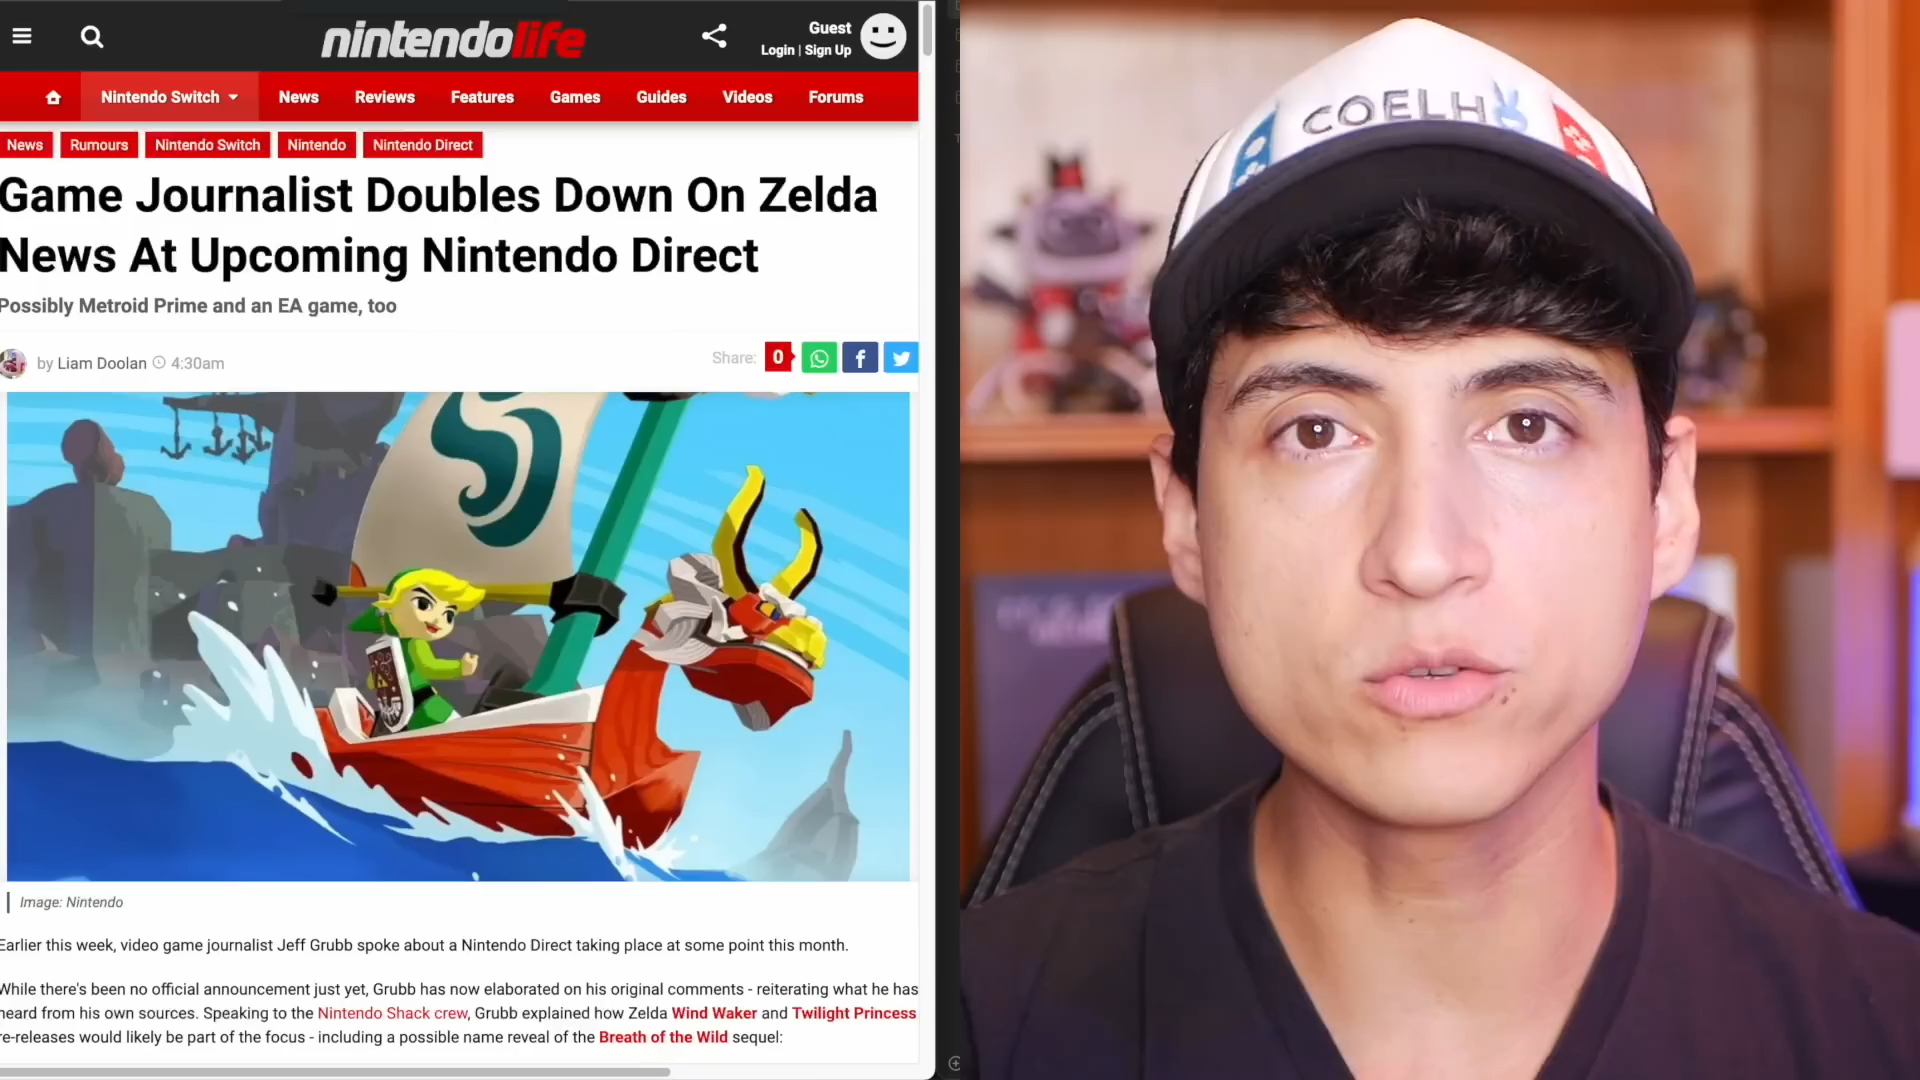 nintendolife
Guest
Login | Sign Up
Nintendo Switch
News
Reviews
Features
Games
Guides
Videos
Forums
News
Rumours
Nintendo Switch
Nintendo
Nintendo Direct
Game Journalist Doubles Down On Zelda
News At Upcoming Nintendo Direct
Possibly Metroid Prime and an EA game, too
by Liam Doolan 4:30am
Share:
0
Image: Nintendo
Earlier this week, video game journalist Jeff Grubb spoke about a Nintendo Direct taking place at some point this month.
While there's been no official announcement just yet, Grubb has now elaborated on his original comments - reiterating what he has
heard from his own sources. Speaking to the Nintendo Shack crew, Grubb explained how Zelda Wind Waker and Twilight Princess
re-releases would likely be part of the focus - including a possible name reveal of the Breath of the Wild sequel:
COELH